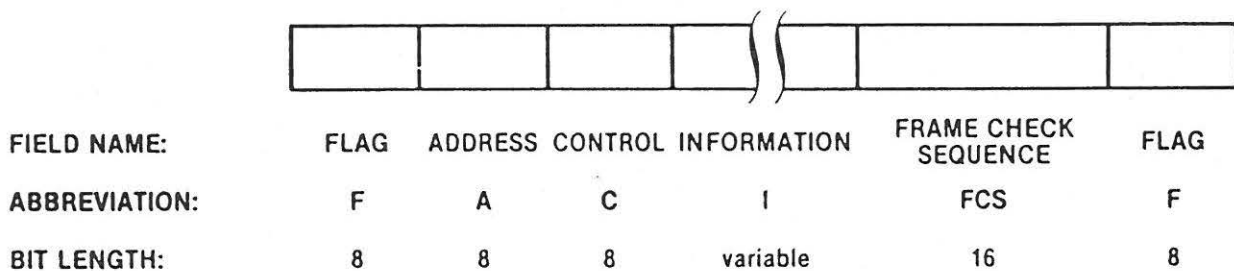 FIELD NAME: FLAG ADDRESS CONTROL INFORMATION FRAME CHECK SEQUENCE FLAG
ABBREVIATION: F A C I FCS F
BIT LENGTH: 8 8 8 variable 16 8